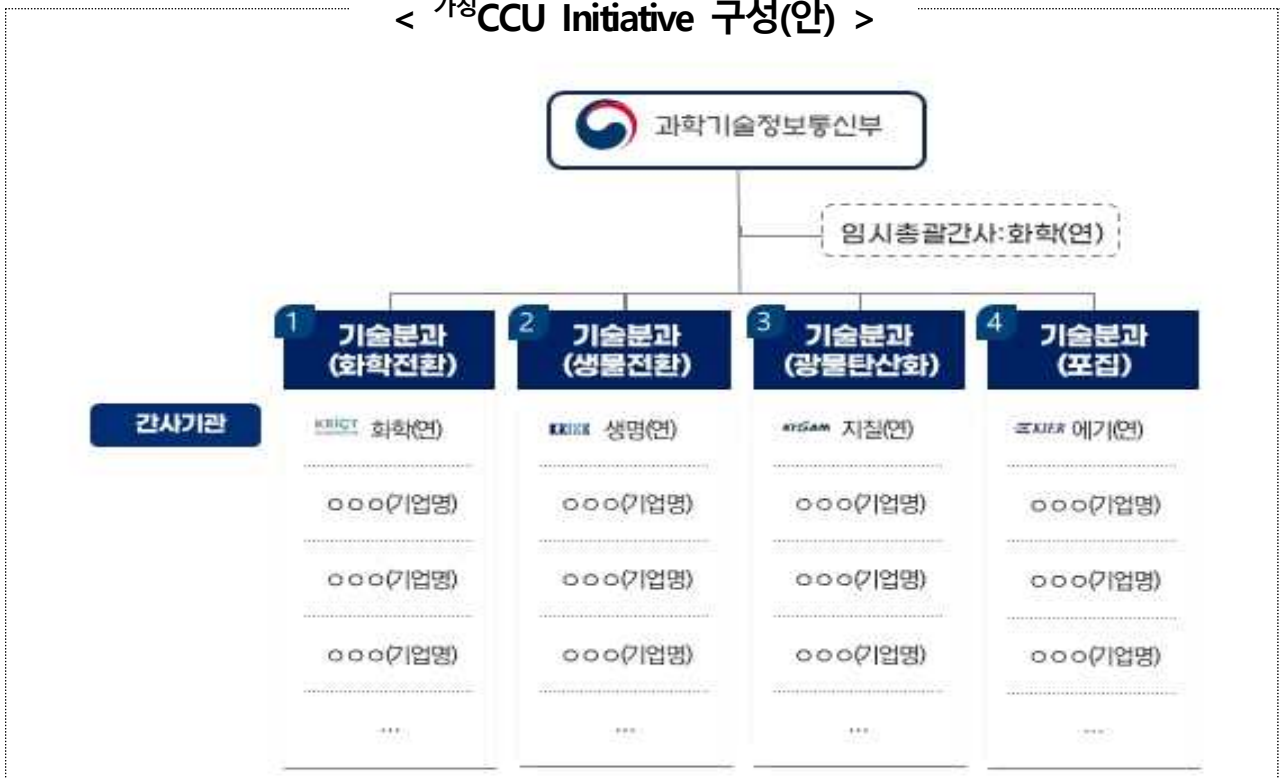 < 가칭CCU Initiative 구성(안) >
과학기술정보통신부
임시총괄간사:화학(연)
1 기술분과
(화학전환)
2 기술분과
(생물전환)
3 기술분과
(광물탄산화)
4 기술분과
(포집)
간사기관
KRICT 화학(연)
KRIBB 생명(연)
KIGAM 지질(연)
KIER 에기(연)
ㅇㅇㅇ(기업명) ㅇㅇㅇ(기업명) ㅇㅇㅇ(기업명) ㅇㅇㅇ(기업명)
ㅇㅇㅇ(기업명) ㅇㅇㅇ(기업명) ㅇㅇㅇ(기업명) ㅇㅇㅇ(기업명)
ㅇㅇㅇ(기업명) ㅇㅇㅇ(기업명) ㅇㅇㅇ(기업명) ㅇㅇㅇ(기업명)
... ... ... ...